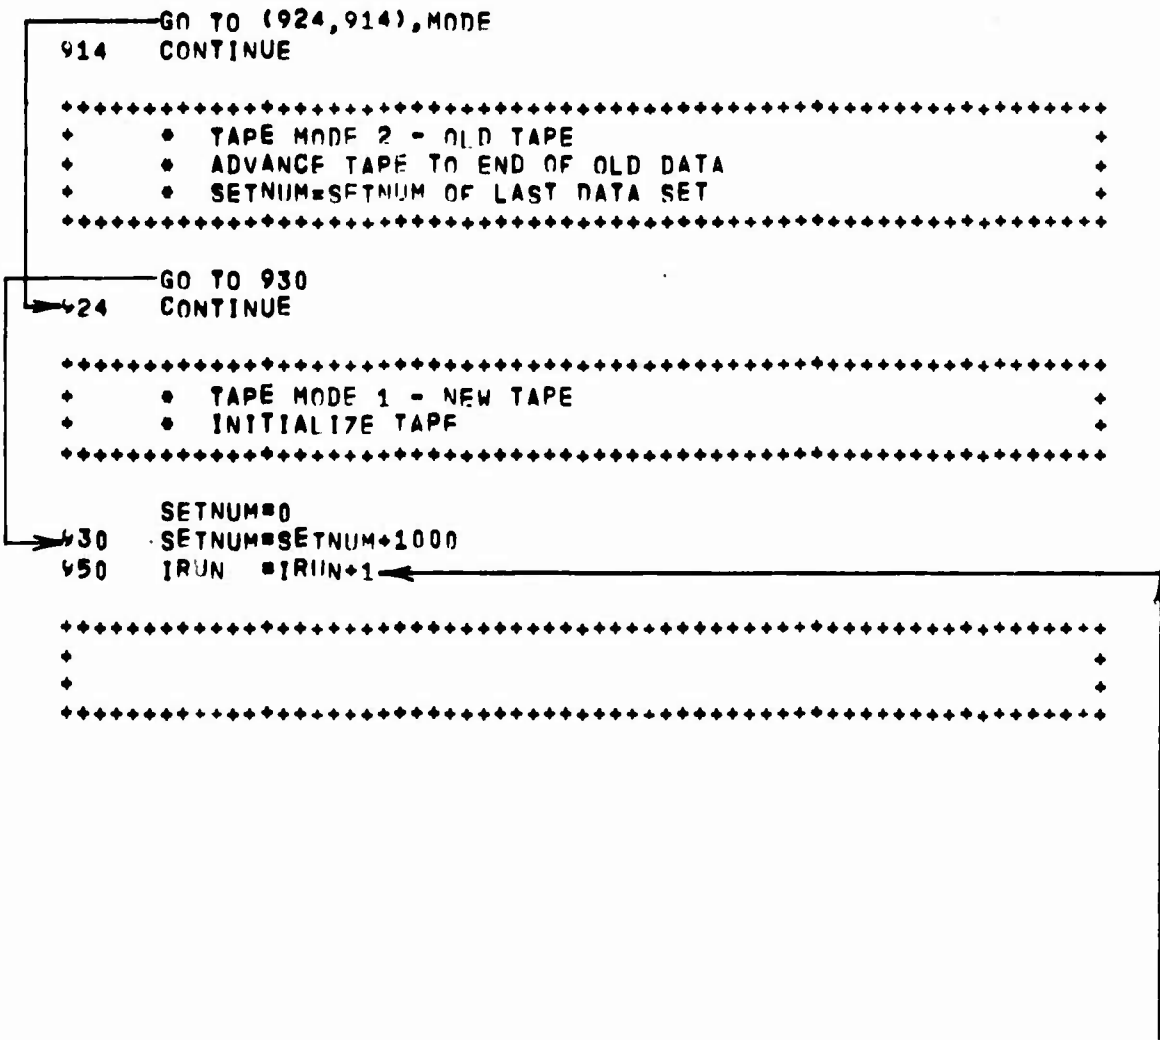 GO TO (924,914),MODE
914 CONTINUE
++++++++++++++++++++++++++++++++++++++++++++++++++++++++++++++++
+ * TAPE MODE 2 - OLD TAPE +
+ * ADVANCE TAPE TO END OF OLD DATA +
+ * SETNUM=SETNUM OF LAST DATA SET +
++++++++++++++++++++++++++++++++++++++++++++++++++++++++++++++++
GO TO 930
924 CONTINUE
++++++++++++++++++++++++++++++++++++++++++++++++++++++++++++++++
+ * TAPE MODE 1 - NEW TAPE +
+ * INITIALIZE TAPE +
++++++++++++++++++++++++++++++++++++++++++++++++++++++++++++++++
SETNUM=0
930 SETNUM=SETNUM+1000
950 IRUN =IRUN+1
++++++++++++++++++++++++++++++++++++++++++++++++++++++++++++++++
+ +
+ +
++++++++++++++++++++++++++++++++++++++++++++++++++++++++++++++++